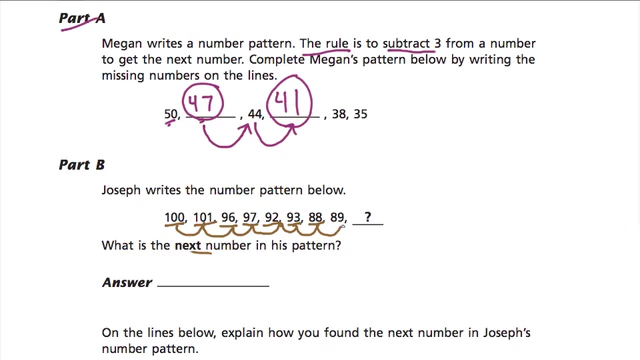 Part A
Megan writes a number pattern. The rule is to subtract 3 from a number
to get the next number. Complete Megan's pattern below by writing the
missing numbers on the lines.
50, 47, 44, 41, 38, 35
Part B
Joseph writes the number pattern below.
100, 101, 96, 97, 92, 93, 88, 89, ?
What is the next number in his pattern?
Answer
On the lines below, explain how you found the next number in Joseph's
number pattern.